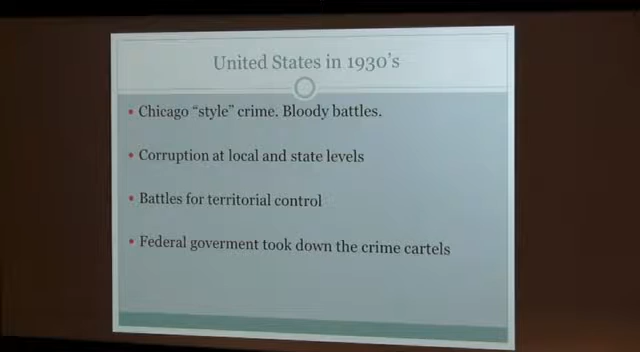 United States in 1930's
• Chicago “style” crime. Bloody battles.
• Corruption at local and state levels
• Battles for territorial control
• Federal goverment took down the crime cartels